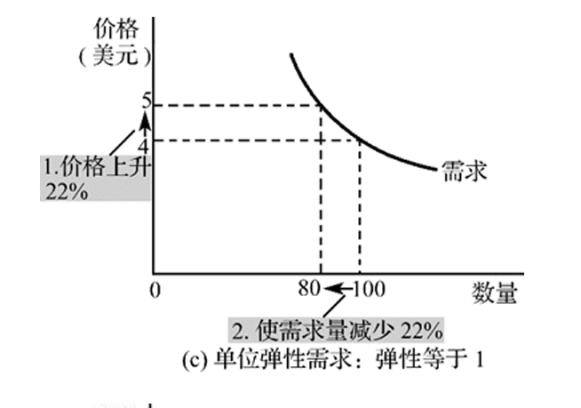 价格
(美元)
5
4
1.价格上升
22%
需求
0
80
100
数量
2. 使需求量减少 22%
(c) 单位弹性需求：弹性等于 1